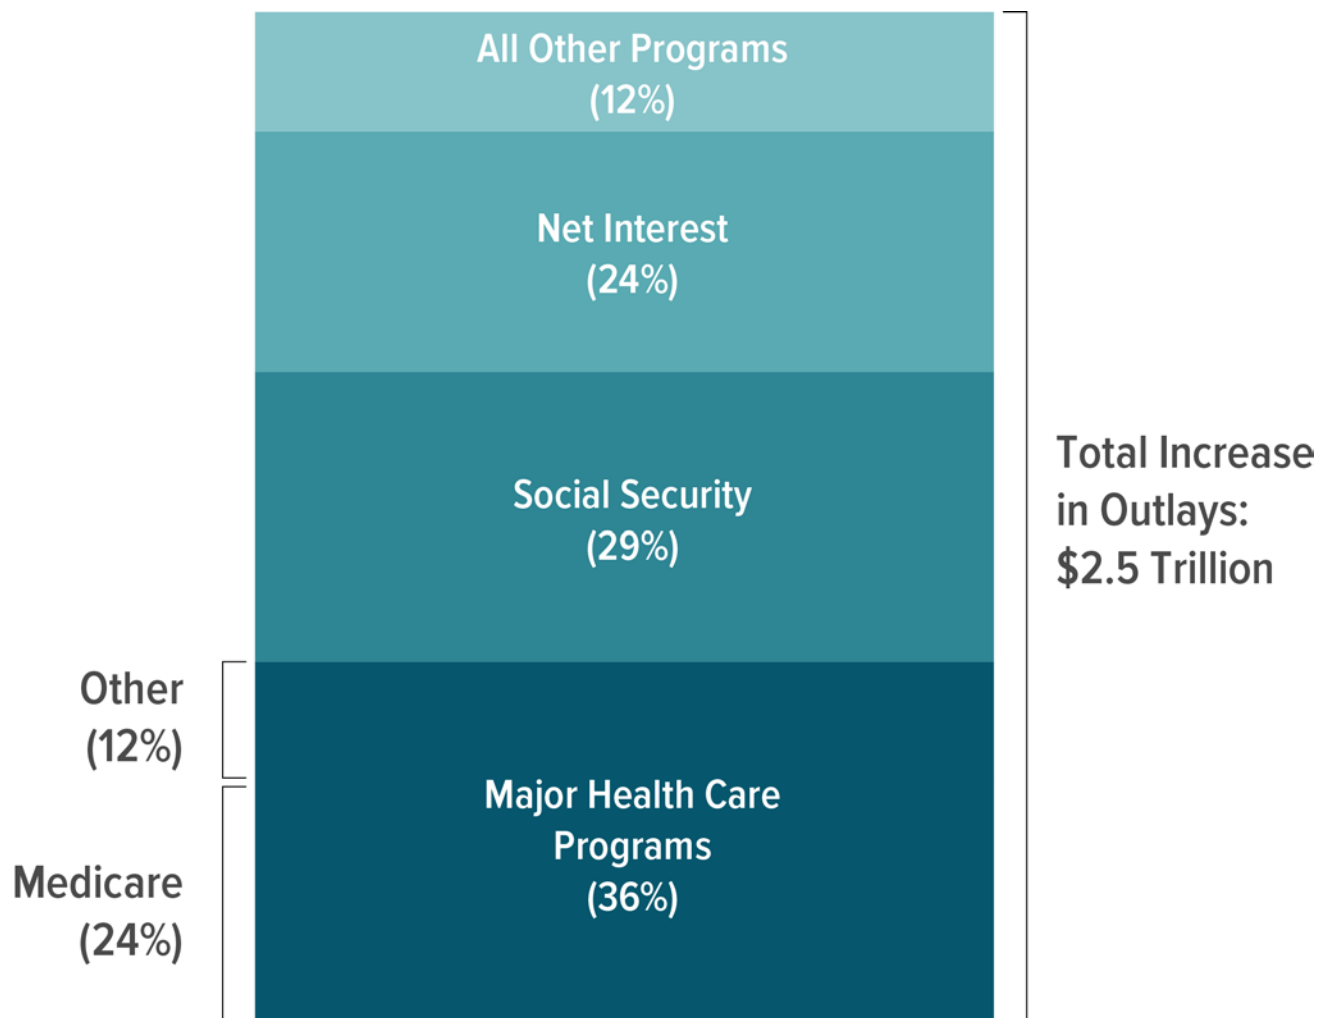 All Other Programs
(12%)
Net Interest
(24%)
Social Security
(29%)
Total Increase
in Outlays:
$2.5 Trillion
Other
(12%)
Major Health Care
Programs
(36%)
Medicare
(24%)